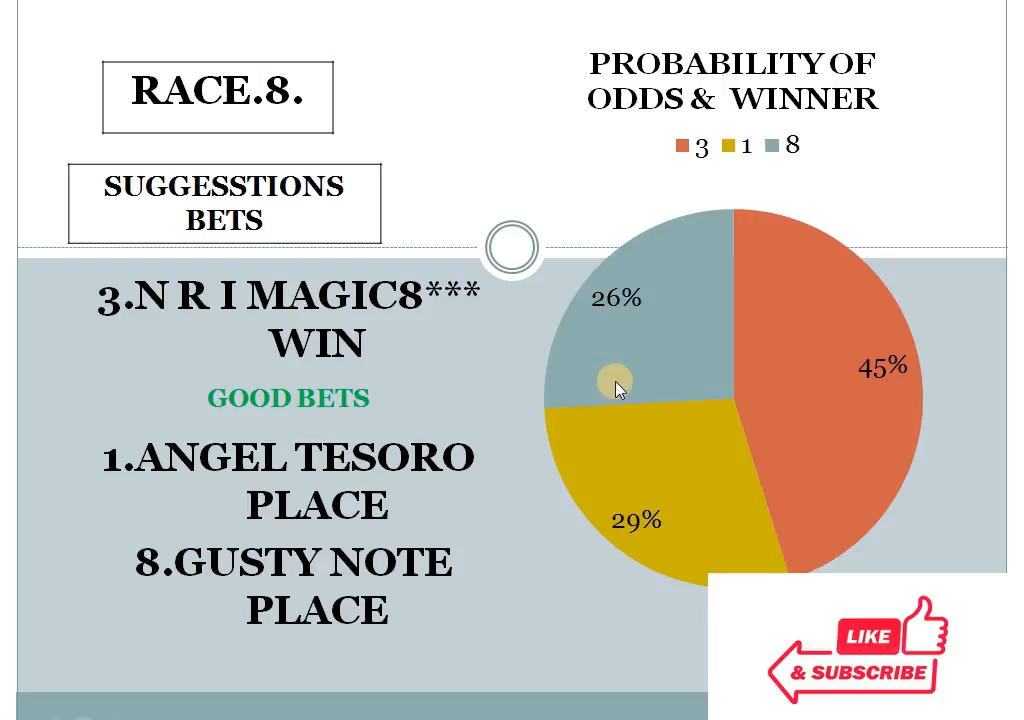 RACE.8.
SUGGESSTIONS
BETS
3.N R I MAGIC8***
WIN
GOOD BETS
1.ANGEL TESORO
PLACE
8.GUSTY NOTE
PLACE
PROBABILITY OF
ODDS & WINNER
3 1 8
26%
45%
29%
LIKE
& SUBSCRIBE